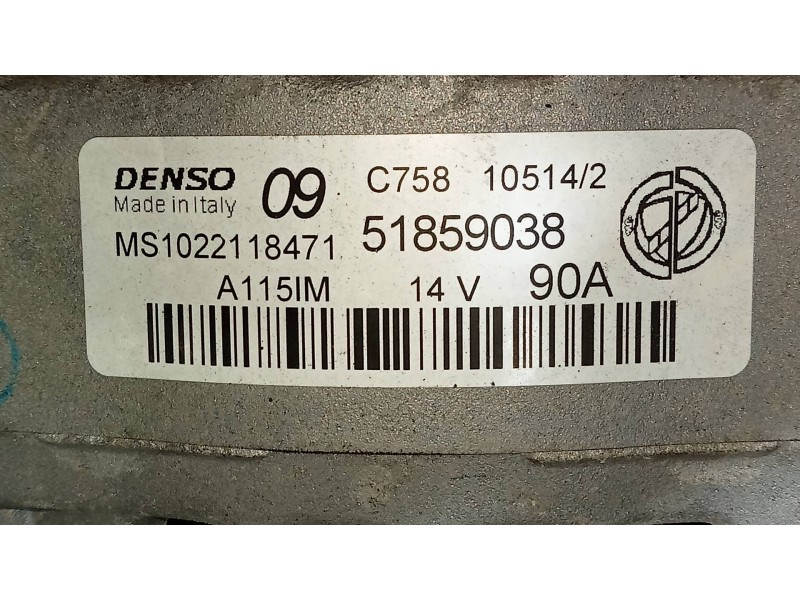 DENSO 09 C758 10514/2
Made in Italy
MS1022118471 51859038
A115IM 14 V 90A